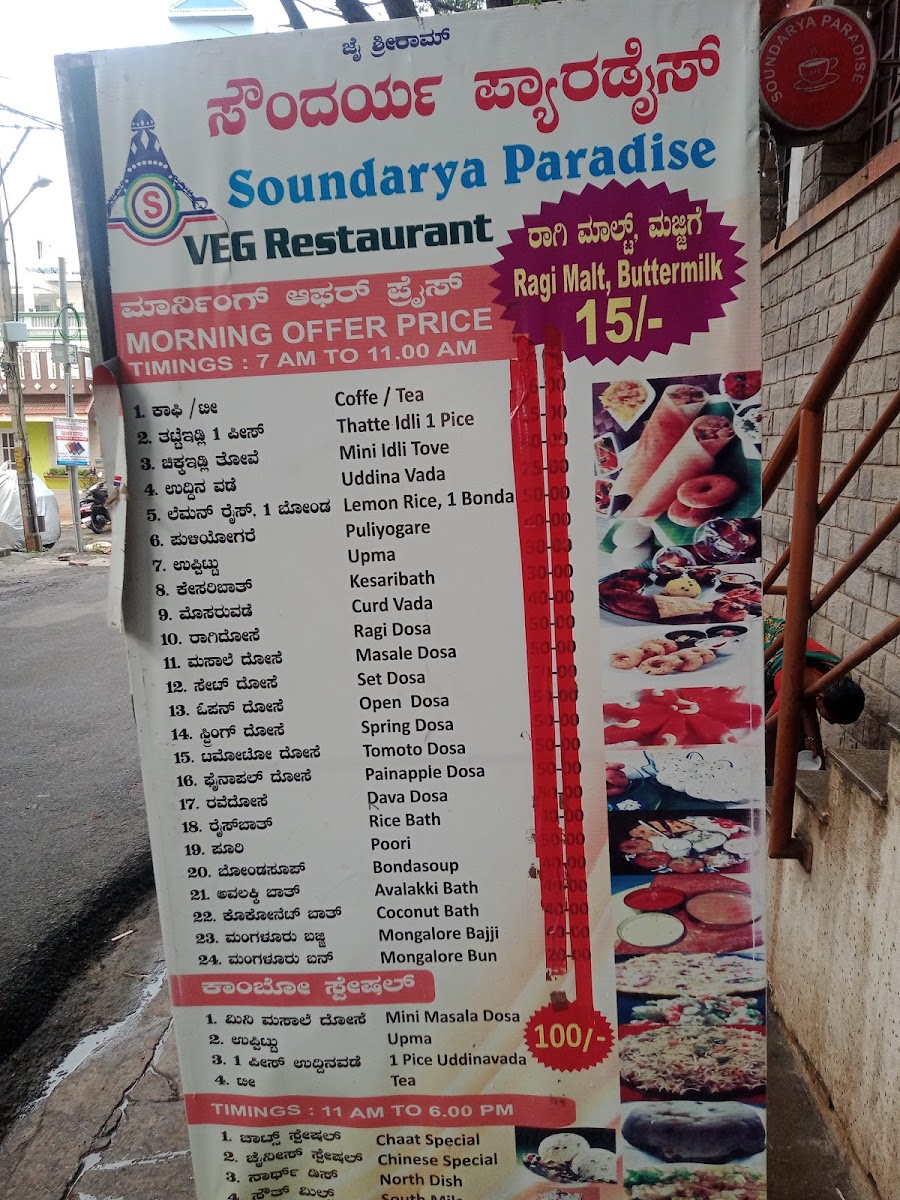 ಜೈ ಶ್ರೀರಾಮ್
ಸೌಂದರ್ಯ ಪ್ಯಾರಡೈಸ್
S
Soundarya Paradise
VEG Restaurant
SOUNDARYA PARADISE
ರಾಗಿ ಮಾಲ್ಟ್, ಮಜ್ಜಿಗೆ
Ragi Malt, Buttermilk
15/-
ಮಾರ್ನಿಂಗ್ ಆಫರ್ ಪ್ರೈಸ್
MORNING OFFER PRICE
TIMINGS : 7 AM TO 11.00 AM
1. ಕಾಫಿ /ಟೀ Coffe / Tea
2. ತಟ್ಟೆಇಡ್ಲಿ 1 ಪೀಸ್ Thatte Idli 1 Pice
3. ಚಿಕ್ಕಇಡ್ಲಿ ತೋವೆ Mini Idli Tove
4. ಉದ್ದಿನ ವಡೆ Uddina Vada
5. ಲೆಮನ್ ರೈಸ್, 1 ಬೋಂಡ Lemon Rice, 1 Bonda
6. ಪುಳಿಯೋಗರೆ Puliyogare
7. ಉಪ್ಪಿಟ್ಟು Upma
8. ಕೇಸರಿಬಾತ್ Kesaribath
9. ಮೊಸರುವಡೆ Curd Vada
10. ರಾಗಿದೋಸೆ Ragi Dosa
11. ಮಸಾಲೆ ದೋಸೆ Masale Dosa
12. ಸೇಟ್ ದೋಸೆ Set Dosa
13. ಓಪನ್ ದೋಸೆ Open Dosa
14. ಸ್ಪ್ರಿಂಗ್ ದೋಸೆ Spring Dosa
15. ಟಮೋಟೋ ದೋಸೆ Tomoto Dosa
16. ಫೈನಾಪಲ್ ದೋಸೆ Painapple Dosa
17. ರವೆದೋಸೆ Dava Dosa
18. ರೈಸ್‌ಬಾತ್ Rice Bath
19. ಪೂರಿ Poori
20. ಬೋಂಡಸೂಪ್ Bondasoup
21. ಅವಲಕ್ಕಿ ಬಾತ್ Avalakki Bath
22. ಕೊಕೋನೆಟ್ ಬಾತ್ Coconut Bath
23. ಮಂಗಳೂರು ಬಜ್ಜಿ Mongalore Bajji
24. ಮಂಗಳೂರು ಬನ್ Mongalore Bun
ಕಾಂಬೋ ಸ್ಪೇಷಲ್
1. ಮಿನಿ ಮಸಾಲೆ ದೋಸೆ Mini Masala Dosa
2. ಉಪ್ಪಿಟ್ಟು Upma
3. 1 ಪೀಸ್ ಉದ್ದಿನವಡೆ 1 Pice Uddinavada
4. ಟೀ Tea
100/-
TIMINGS : 11 AM TO 6.00 PM
1. ಚಾಟ್ಸ್ ಸ್ಪೇಷಲ್ Chaat Special
2. ಚೈನೀಸ್ ಸ್ಪೇಷಲ್ Chinese Special
3. ನಾರ್ಥ್ ಡಿಸ್ North Dish
4. ಸೌತ್ ಮಿಲ್ South